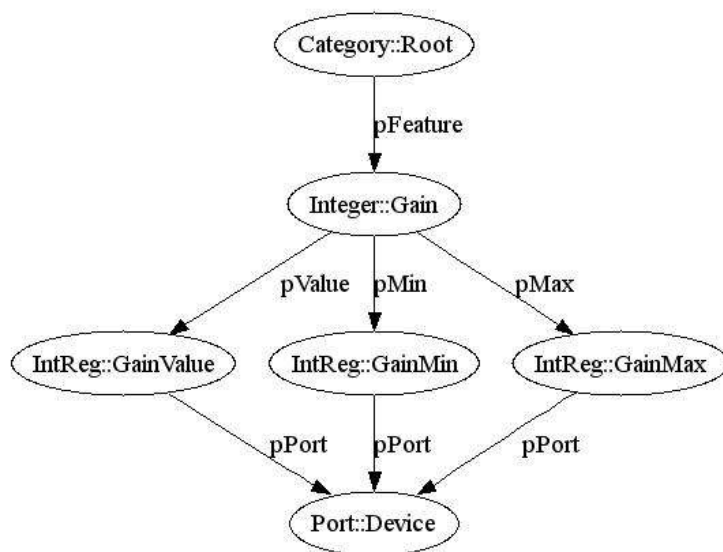 Category::Root
pFeature
Integer::Gain
pValue
pMin
pMax
IntReg::GainValue
IntReg::GainMin
IntReg::GainMax
pPort
pPort
pPort
Port::Device